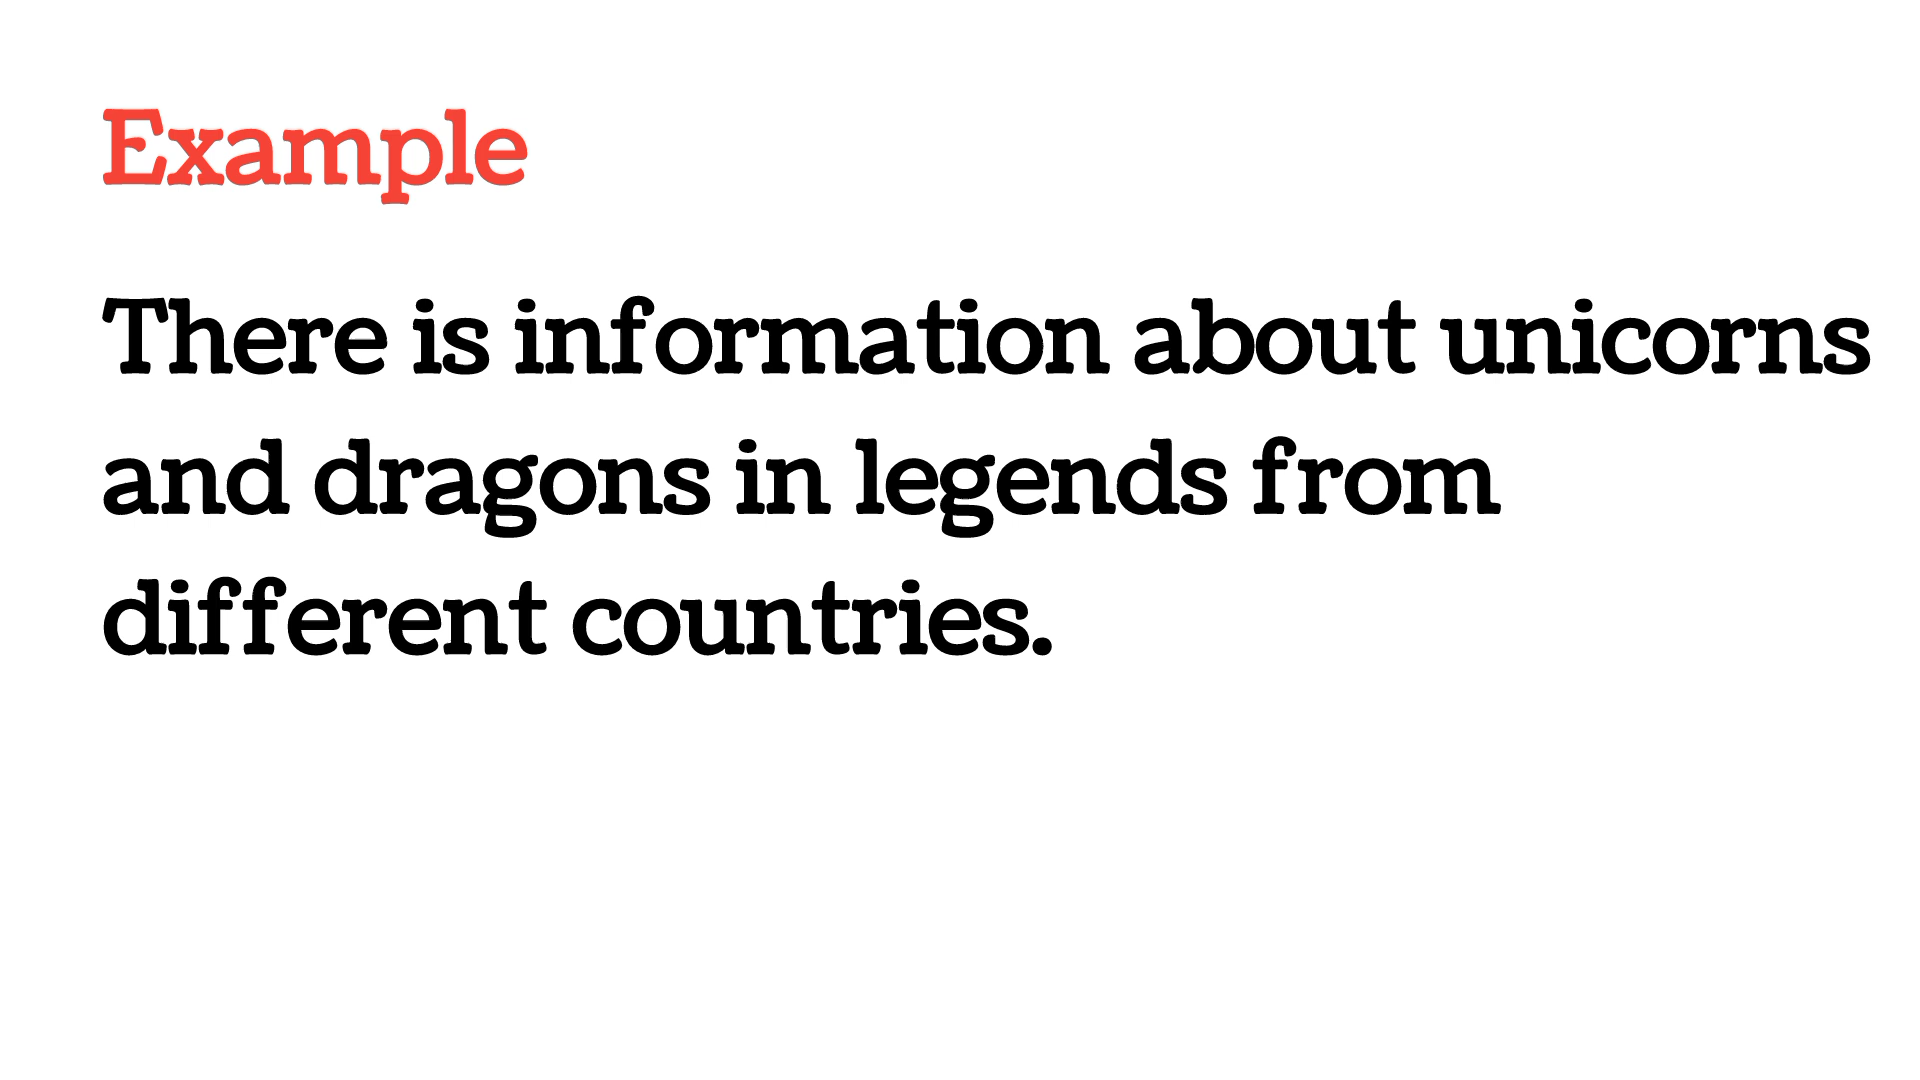 Example
There is information about unicorns
and dragons in legends from
different countries.